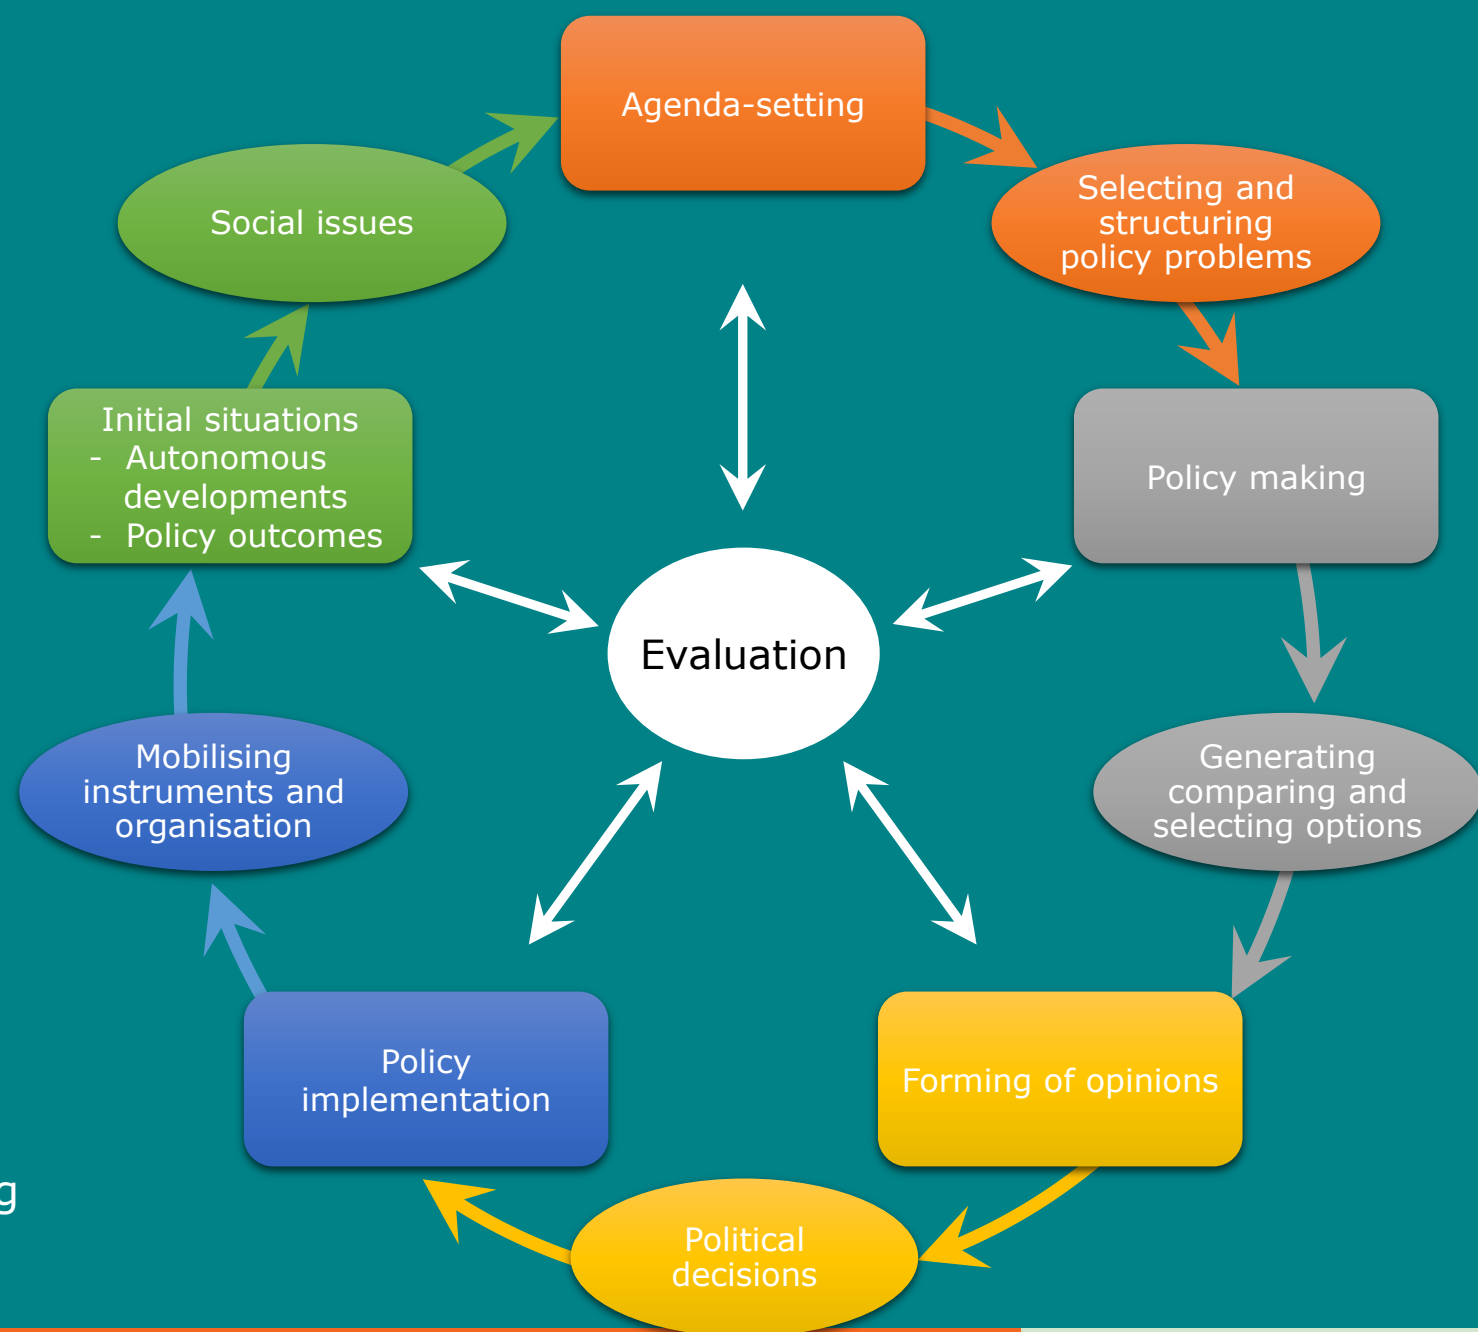 Agenda-setting
Selecting and
structuring
policy problems
Social issues
Initial situations
- Autonomous
developments
- Policy outcomes
Policy making
Evaluation
Mobilising
instruments and
organisation
Generating
comparing and
selecting options
Policy
implementation
Forming of opinions
Political
decisions
g